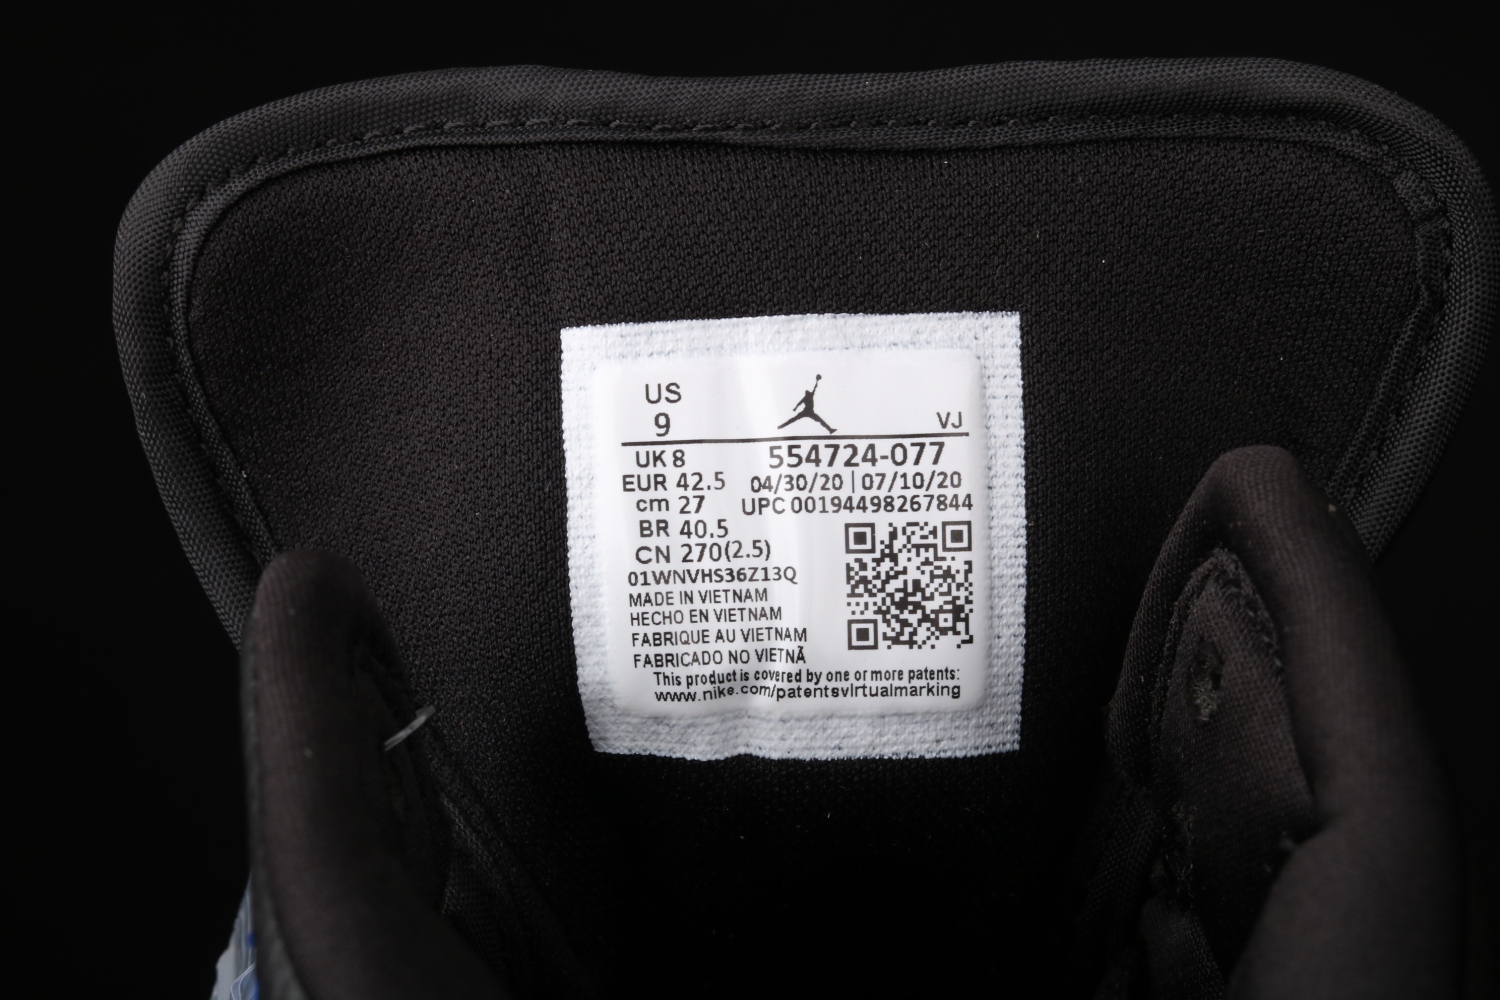 US
9
VJ
UK 8
554724-077
EUR 42.5
04/30/20 | 07/10/20
cm 27
UPC 00194498267844
BR 40.5
CN 270(2.5)
01WNVHS36Z13Q
MADE IN VIETNAM
HECHO EN VIETNAM
FABRIQUE AU VIETNAM
FABRICADO NO VIETNÃ
This product is covered by one or more patents:
www.nike.com/patentsvirtualmarking